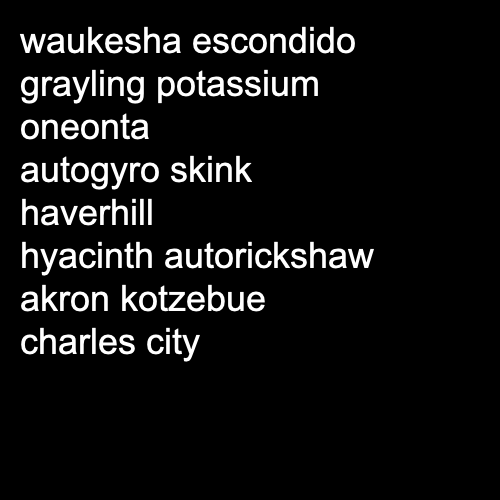 waukesha escondido
grayling potassium
oneonta
autogyro skink
haverhill
hyacinth autorickshaw
akron kotzebue
charles city